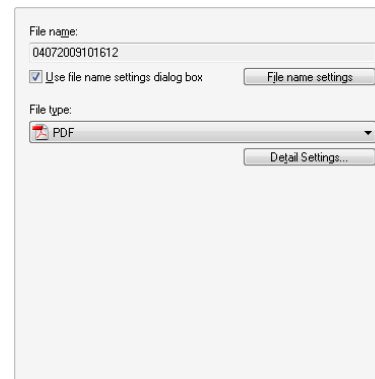 File name:
04072009101612
Use file name settings dialog box
File name settings
File type:
PDF
Detail Settings...